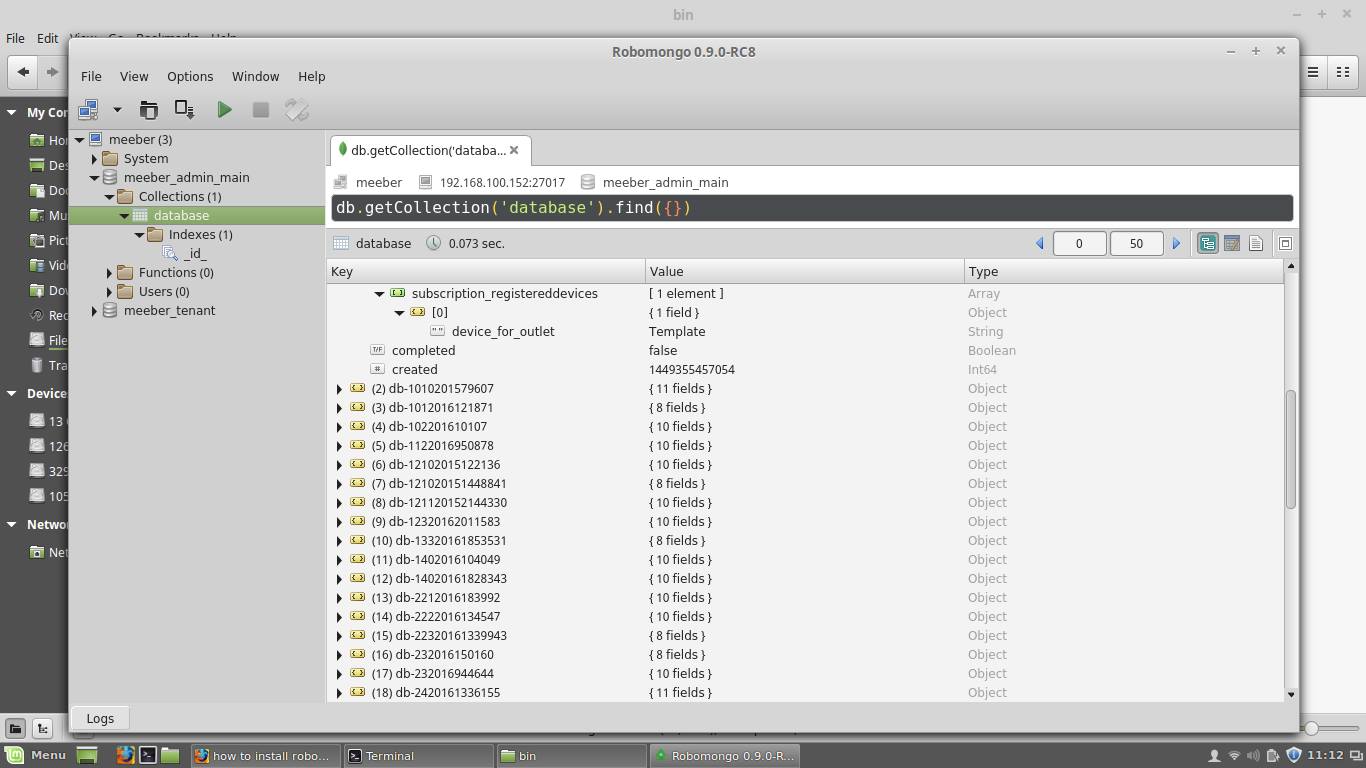 bin
File Edit View Go Bookmarks Help
Robomongo 0.9.0-RC8
File View Options Window Help
My Con
Hor
Des
Doc
Mu
Pict
Vide
Dow
Rec
File
Tra
Device
13
126
329
105
Netwo
Net
meeber (3)
System
meeber_admin_main
Collections (1)
database
Indexes (1)
_id_
Functions (0)
Users (0)
meeber_tenant
db.getCollection('databa...
meeber 192.168.100.152:27017 meeber_admin_main
db.getCollection('database').find({})
database 0.073 sec. 0 50
Key Value Type
subscription_registereddevices [ 1 element ] Array
[0] { 1 field } Object
device_for_outlet Template String
completed false Boolean
created 1449355457054 Int64
(2) db-1010201579607 { 11 fields } Object
(3) db-1012016121871 { 8 fields } Object
(4) db-102201610107 { 10 fields } Object
(5) db-1122016950878 { 10 fields } Object
(6) db-12102015122136 { 10 fields } Object
(7) db-121020151448841 { 8 fields } Object
(8) db-121120152144330 { 10 fields } Object
(9) db-12320162011583 { 10 fields } Object
(10) db-13320161853531 { 8 fields } Object
(11) db-1402016104049 { 10 fields } Object
(12) db-14020161828343 { 10 fields } Object
(13) db-2212016183992 { 10 fields } Object
(14) db-2222016134547 { 10 fields } Object
(15) db-22320161339943 { 8 fields } Object
(16) db-232016150160 { 8 fields } Object
(17) db-232016944644 { 10 fields } Object
(18) db-2420161336155 { 11 fields } Object
Logs
Menu how to install robo... Terminal bin Robomongo 0.9.0-R... 11:12